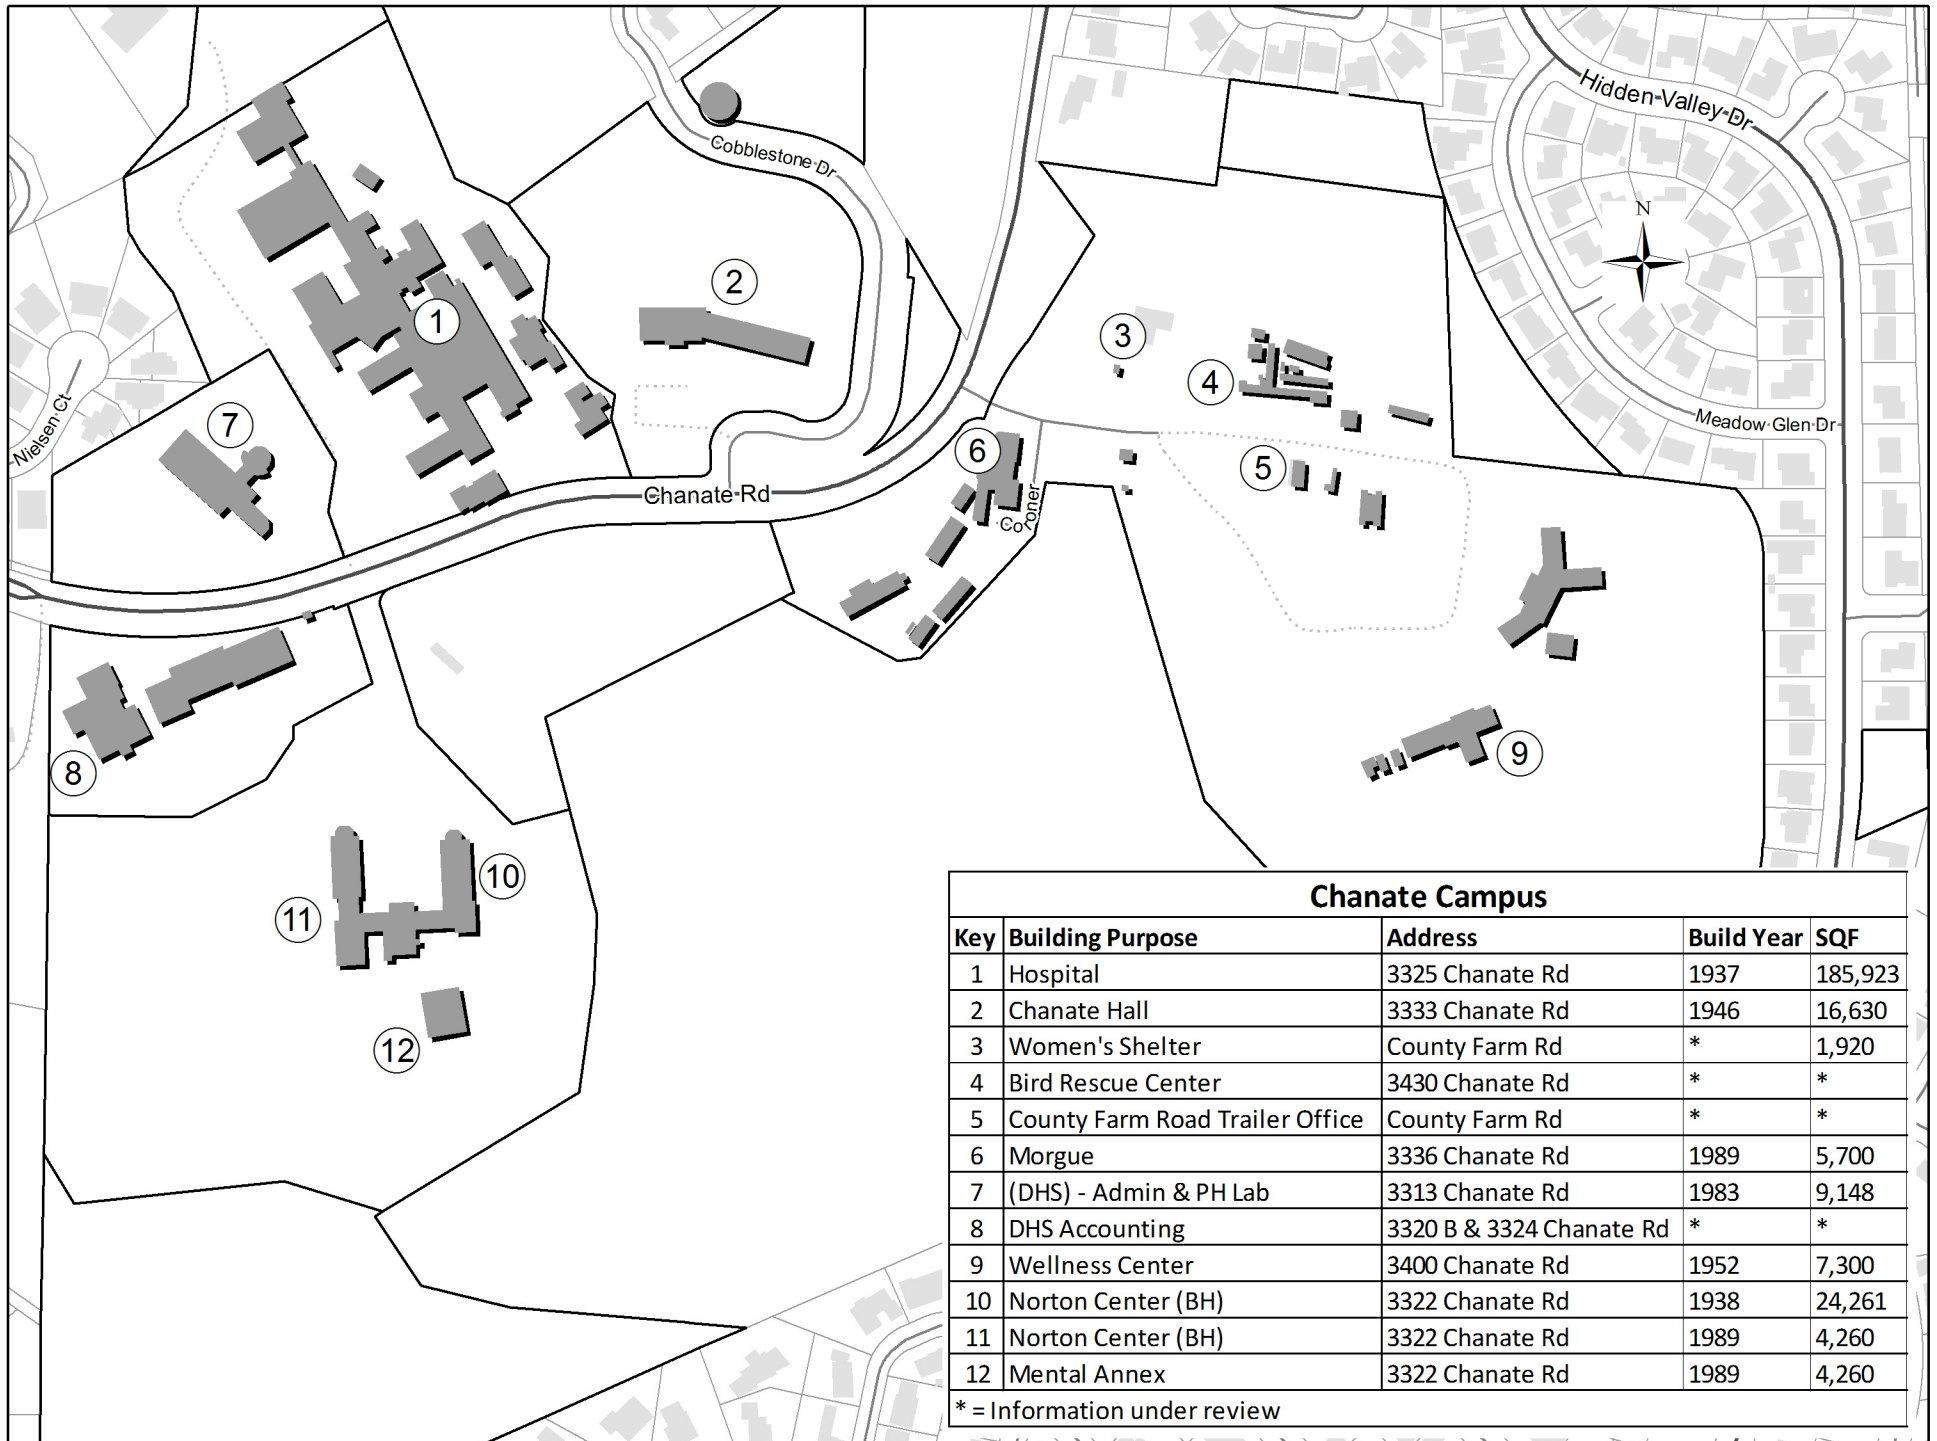 Hidden Valley Dr
Cobblestone Dr
N
1
2
3
4
Meadow Glen Dr
Nielsen Ct
7
6
5
Chanate Rd
Coroner
8
9
10
11
12
Chanate Campus
Key Building Purpose Address Build Year SQF
1 Hospital 3325 Chanate Rd 1937 185,923
2 Chanate Hall 3333 Chanate Rd 1946 16,630
3 Women's Shelter County Farm Rd * 1,920
4 Bird Rescue Center 3430 Chanate Rd * *
5 County Farm Road Trailer Office County Farm Rd * *
6 Morgue 3336 Chanate Rd 1989 5,700
7 (DHS) - Admin & PH Lab 3313 Chanate Rd 1983 9,148
8 DHS Accounting 3320 B & 3324 Chanate Rd * *
9 Wellness Center 3400 Chanate Rd 1952 7,300
10 Norton Center (BH) 3322 Chanate Rd 1938 24,261
11 Norton Center (BH) 3322 Chanate Rd 1989 4,260
12 Mental Annex 3322 Chanate Rd 1989 4,260
* = Information under review